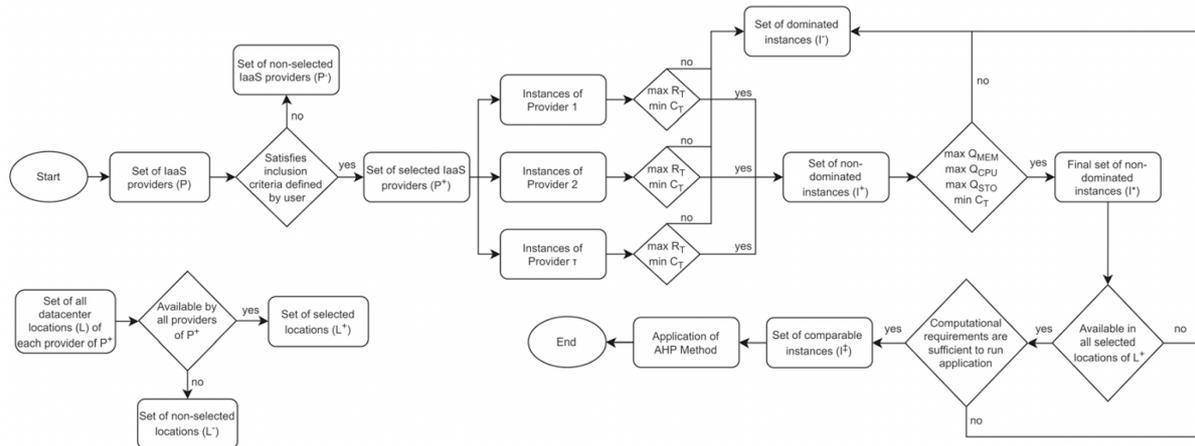 Start
Set of IaaS
providers (P)
Satisfies
inclusion
criteria defined
by user
no
Set of non-selected
IaaS providers (P⁻)
yes
Set of selected IaaS
providers (P⁺)
Instances of
Provider 1
max R_T
min C_T
no
yes
Instances of
Provider 2
max R_T
min C_T
no
yes
Instances of
Provider τ
max R_T
min C_T
no
yes
Set of dominated
instances (I⁻)
Set of non-
dominated
instances (I⁺)
max Q_MEM
max Q_CPU
max Q_STO
min C_T
no
yes
Final set of non-
dominated
instances (I*)
Available in
all selected
locations of L⁺
no
yes
Computational
requirements are
sufficient to run
application
no
yes
Set of comparable
instances (I‡)
Application of
AHP Method
End
Set of all
datacenter
locations (L) of
each provider of P⁺
Available by
all providers
of P⁺
yes
Set of selected
locations (L⁺)
no
Set of non-selected
locations (L⁻)